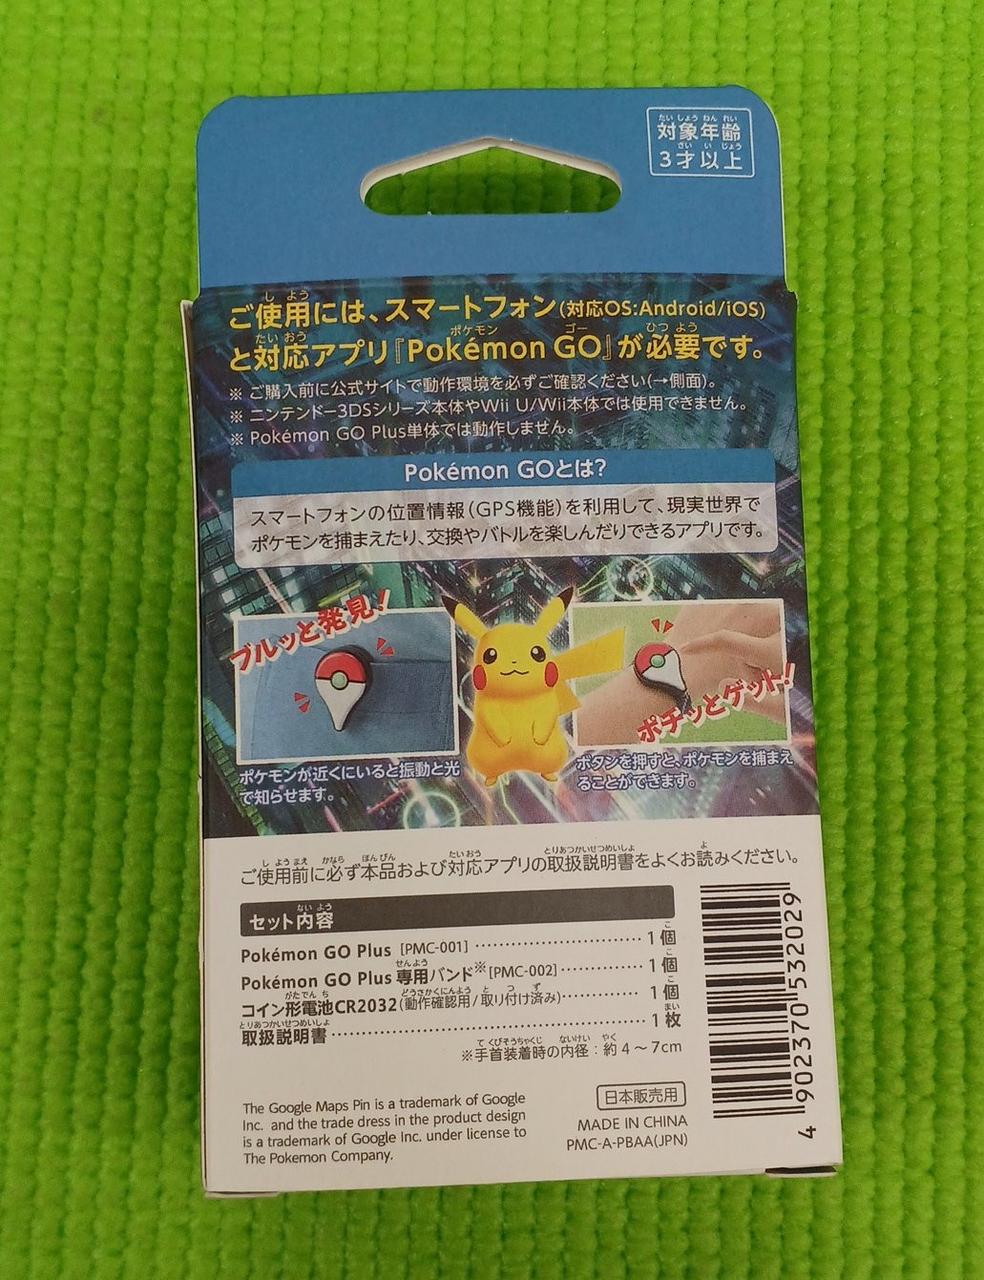 対象年齢
3才以上
ご使用には、スマートフォン(対応OS:Android/iOS)
と対応アプリ『Pokémon GO』が必要です。
※ ご購入前に公式サイトで動作環境を必ずご確認ください(→側面)。
※ ニンテンドー3DSシリーズ本体やWii U/Wii本体では使用できません。
※ Pokémon GO Plus単体では動作しません。
Pokémon GOとは?
スマートフォンの位置情報(GPS機能)を利用して、現実世界で
ポケモンを捕まえたり、交換やバトルを楽しんだりできるアプリです。
ブルッと発見!
ポケモンが近くにいると振動と光
で知らせます。
ポチッとゲット!
ボタンを押すと、ポケモンを捕まえ
ることができます。
ご使用前に必ず本品および対応アプリの取扱説明書をよくお読みください。
セット内容
Pokémon GO Plus [PMC-001] 1個
Pokémon GO Plus 専用バンド※[PMC-002] 1個
コイン形電池CR2032(動作確認用/取り付け済み) 1個
取扱説明書 1枚
※手首装着時の内径:約4〜7cm
The Google Maps Pin is a trademark of Google
Inc. and the trade dress in the product design
is a trademark of Google Inc. under license to
The Pokemon Company.
日本販売用
MADE IN CHINA
PMC-A-PBAA(JPN)
4 902370 532029